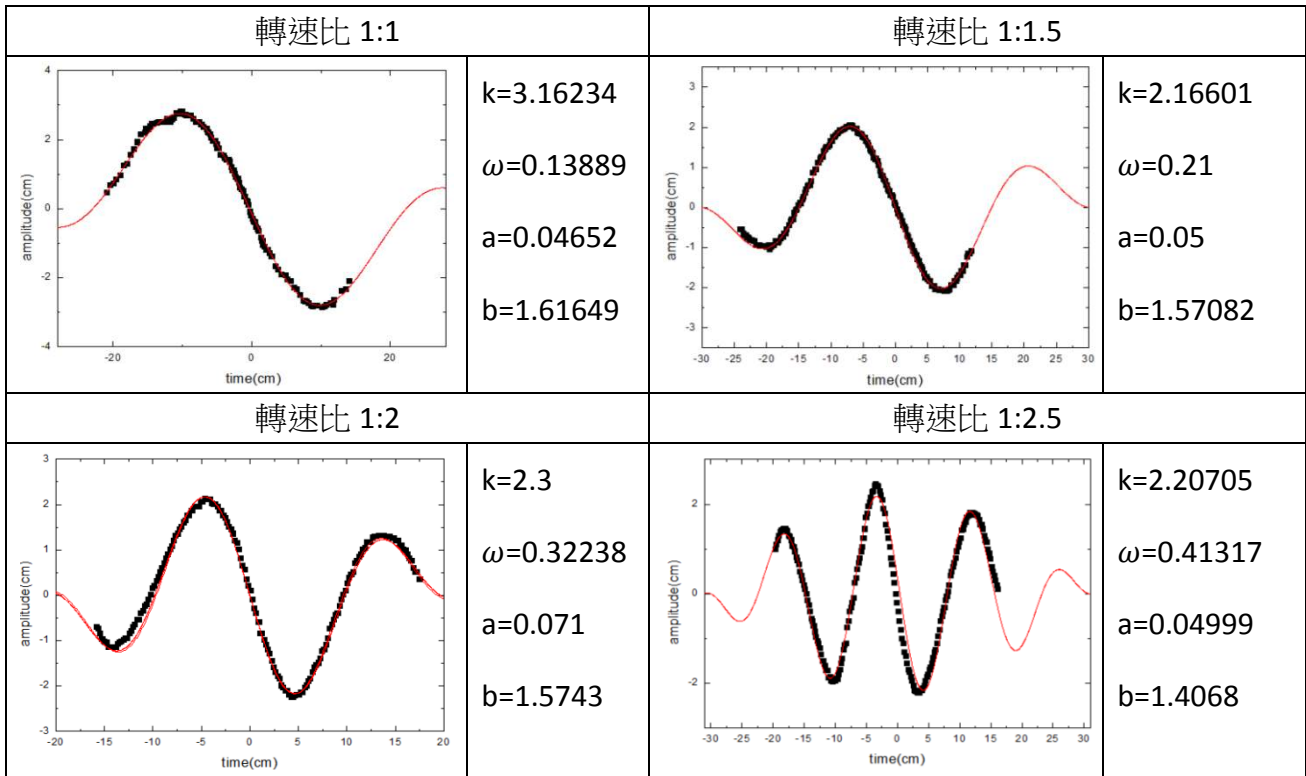 轉速比 1:1
轉速比 1:1.5
4
2
0
-2
-4
-20
0
20
amplitude(cm)
time(cm)
k=3.16234
ω=0.13889
a=0.04652
b=1.61649
3
2
1
0
-1
-2
-3
-30 -25 -20 -15 -10 -5 0 5 10 15 20 25 30
amplitude(cm)
time(cm)
k=2.16601
ω=0.21
a=0.05
b=1.57082
轉速比 1:2
轉速比 1:2.5
3
2
1
0
-1
-2
-3
-20 -15 -10 -5 0 5 10 15 20
amplitude(cm)
time(cm)
k=2.3
ω=0.32238
a=0.071
b=1.5743
2
0
-2
-30 -25 -20 -15 -10 -5 0 5 10 15 20 25 30
amplitude(cm)
time(cm)
k=2.20705
ω=0.41317
a=0.04999
b=1.4068